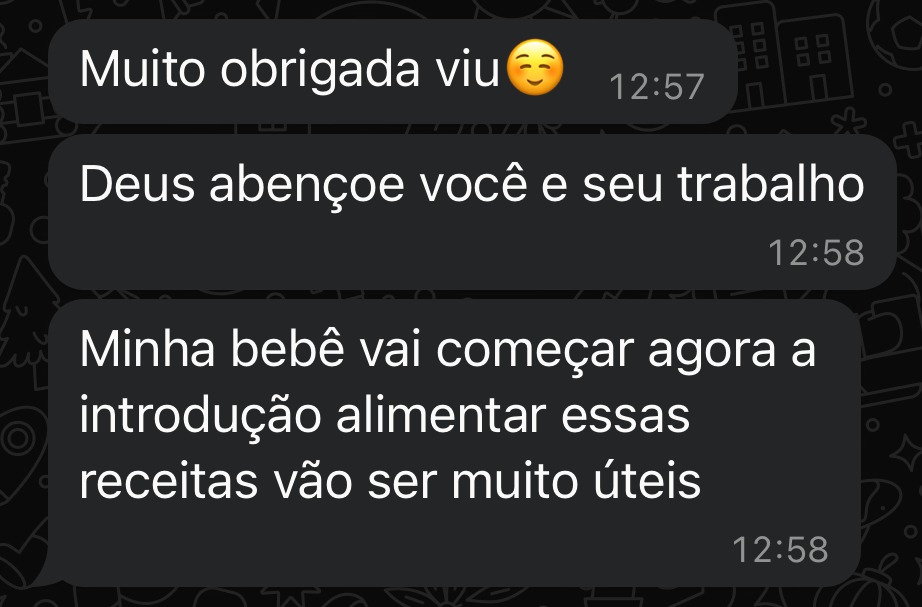 Muito obrigada viu☺️ 12:57
Deus abençoe você e seu trabalho
12:58
Minha bebê vai começar agora a
introdução alimentar essas
receitas vão ser muito úteis
12:58